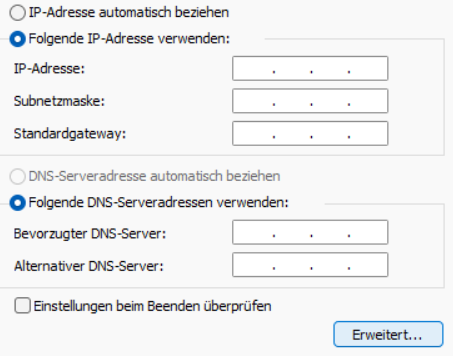 IP-Adresse automatisch beziehen
Folgende IP-Adresse verwenden:
IP-Adresse: . . .
Subnetzmaske: . . .
Standardgateway: . . .
DNS-Serveradresse automatisch beziehen
Folgende DNS-Serveradressen verwenden:
Bevorzugter DNS-Server: . . .
Alternativer DNS-Server: . . .
Einstellungen beim Beenden überprüfen
Erweitert...